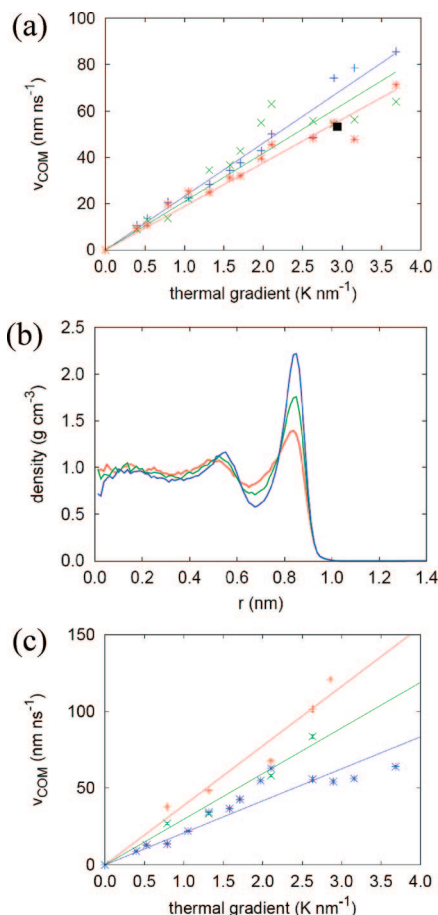 (a)
100
80
60
40
20
0
v_COM (nm ns⁻¹)
0.0 0.5 1.0 1.5 2.0 2.5 3.0 3.5 4.0
thermal gradient (K nm⁻¹)
(b)
2.5
2.0
1.5
1.0
0.5
0.0
density (g cm⁻³)
0.0 0.2 0.4 0.6 0.8 1.0 1.2 1.4
r (nm)
(c)
150
100
50
0
v_COM (nm ns⁻¹)
0.0 0.5 1.0 1.5 2.0 2.5 3.0 3.5 4.0
thermal gradient (K nm⁻¹)